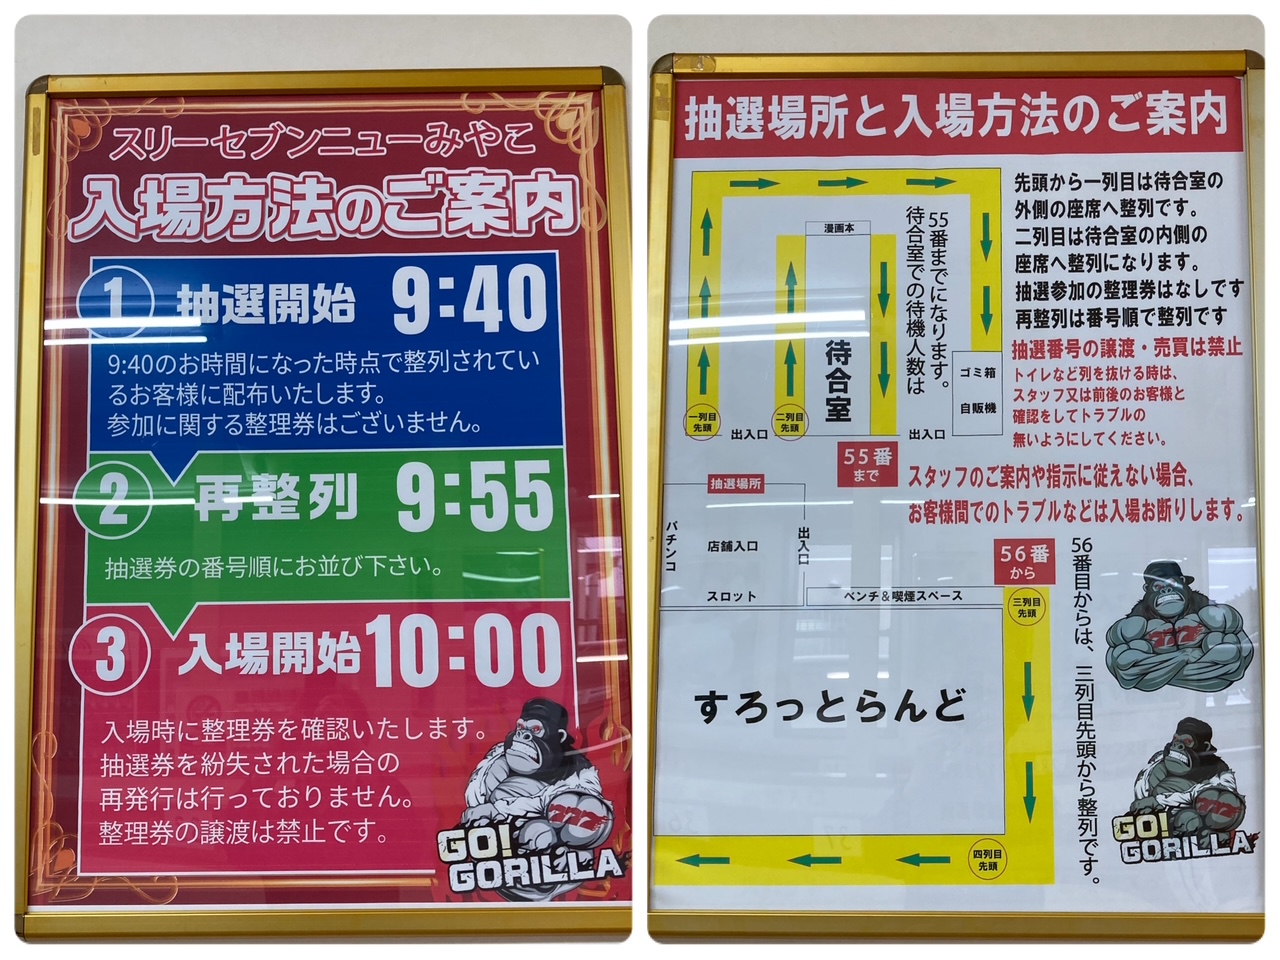 スリーセブンニューみやこ
入場方法のご案内
1 抽選開始 9:40
9:40のお時間になった時点で整列されてい
るお客様に配布いたします。
参加に関する整理券はございません。
2 再整列 9:55
抽選券の番号順にお並び下さい。
3 入場開始 10:00
入場時に整理券を確認いたします。
抽選券を紛失された場合の
再発行は行っておりません。
整理券の譲渡は禁止です。
777
GO!
GORILLA
抽選場所と入場方法のご案内
先頭から一列目は待合室の
外側の座席へ整列です。
二列目は待合室の内側の
座席へ整列になります。
抽選参加の整理券はなしです
再整列は番号順で整列です
抽選番号の譲渡・売買は禁止
トイレなど列を抜ける時は、
スタッフ又は前後のお客様と
確認をしてトラブルの
無いようにしてください。
スタッフのご案内や指示に従えない場合、
お客様間でのトラブルなどは入場お断りします。
漫画本
待合室
待合室での待機人数は
55番までになります。
ゴミ箱
自販機
一列目
先頭
出入口
二列目
先頭
出入口
55番
まで
抽選場所
パチンコ
店舗入口
出入口
スロット
ベンチ&喫煙スペース
56番
から
三列目
先頭
56番目からは、三列目先頭から整列です。
すろっとらんど
四列目
先頭
777
777
GO!
GORILLA